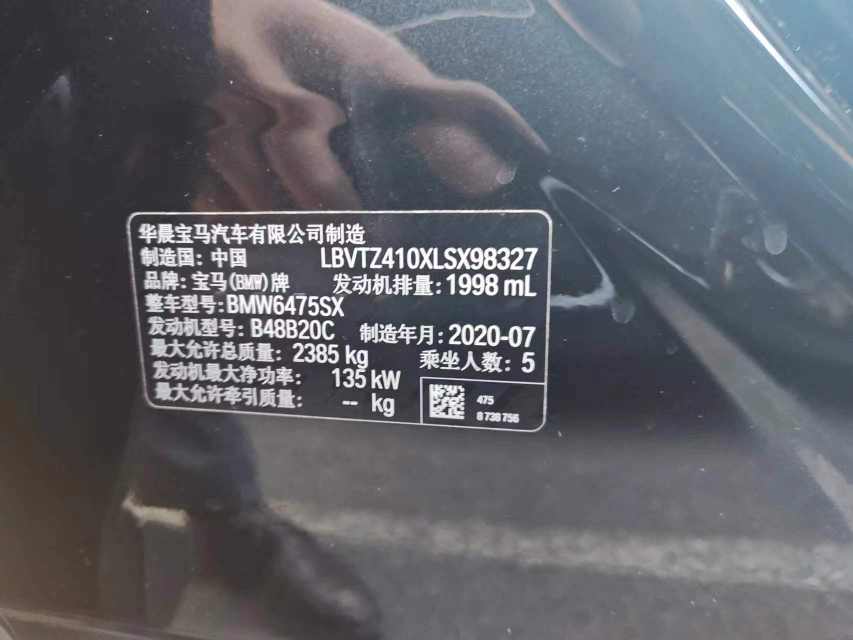 华晨宝马汽车有限公司制造
制造国: 中国 LBVTZ410XLSX98327
品牌: 宝马(BMW)牌 发动机排量: 1998 mL
整车型号: BMW6475SX
发动机型号: B48B20C 制造年月: 2020-07
最大允许总质量: 2385 kg 乘坐人数: 5
发动机最大净功率: 135 kW
最大允许牵引质量: -- kg
475
8 738 756